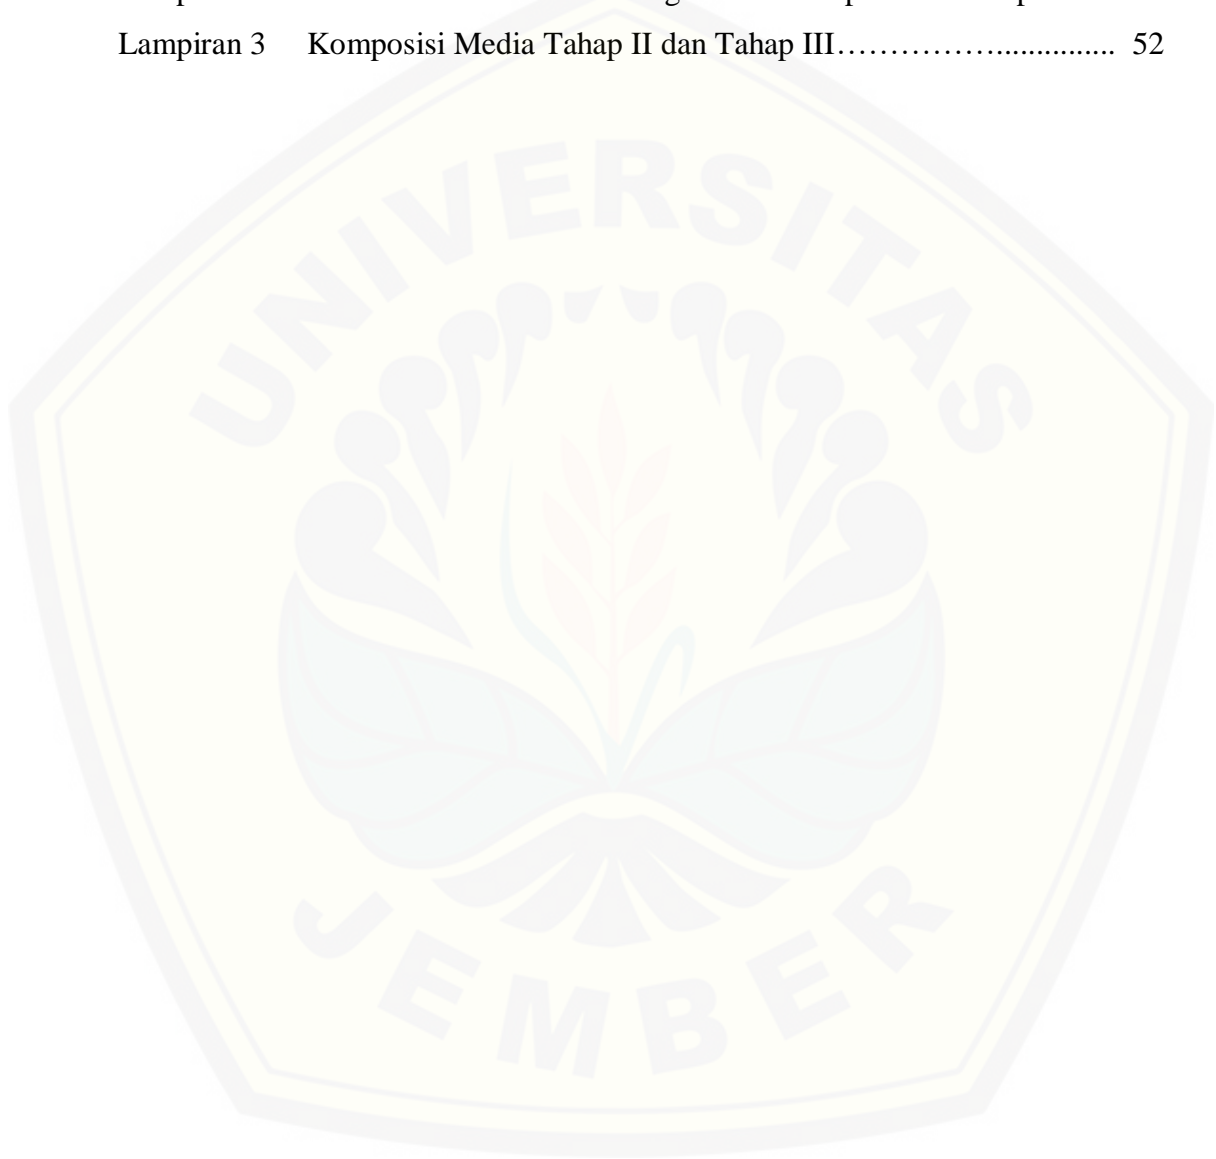 Lampiran 3 Komposisi Media Tahap II dan Tahap III…………….............. 52
UNIVERSITAS
JEMBER